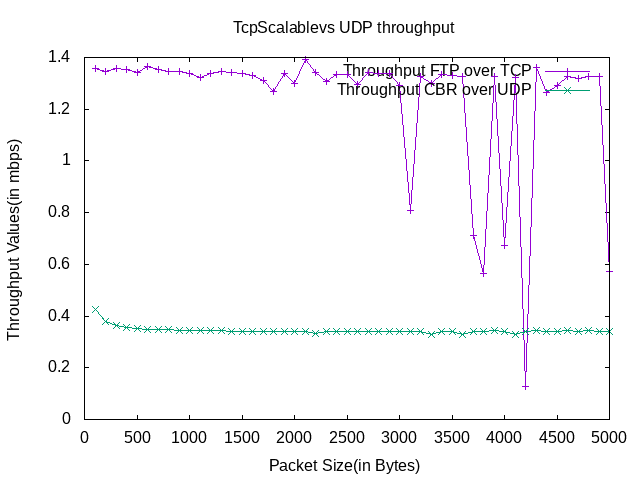 TcpScalablevs UDP throughput
Throughput FTP over TCP
Throughput CBR over UDP
Throughput Values(in mbps)
1.4
1.2
1
0.8
0.6
0.4
0.2
0
0 500 1000 1500 2000 2500 3000 3500 4000 4500 5000
Packet Size(in Bytes)